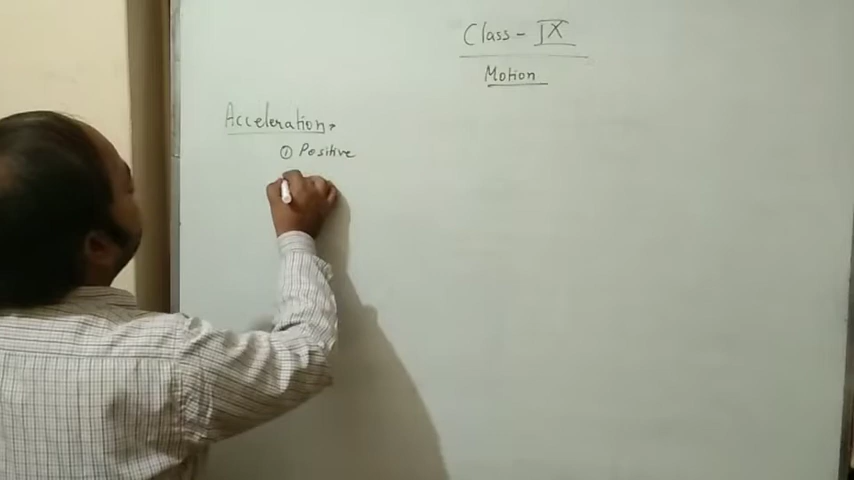 Class - IX
Motion
Acceleration →
① Positive